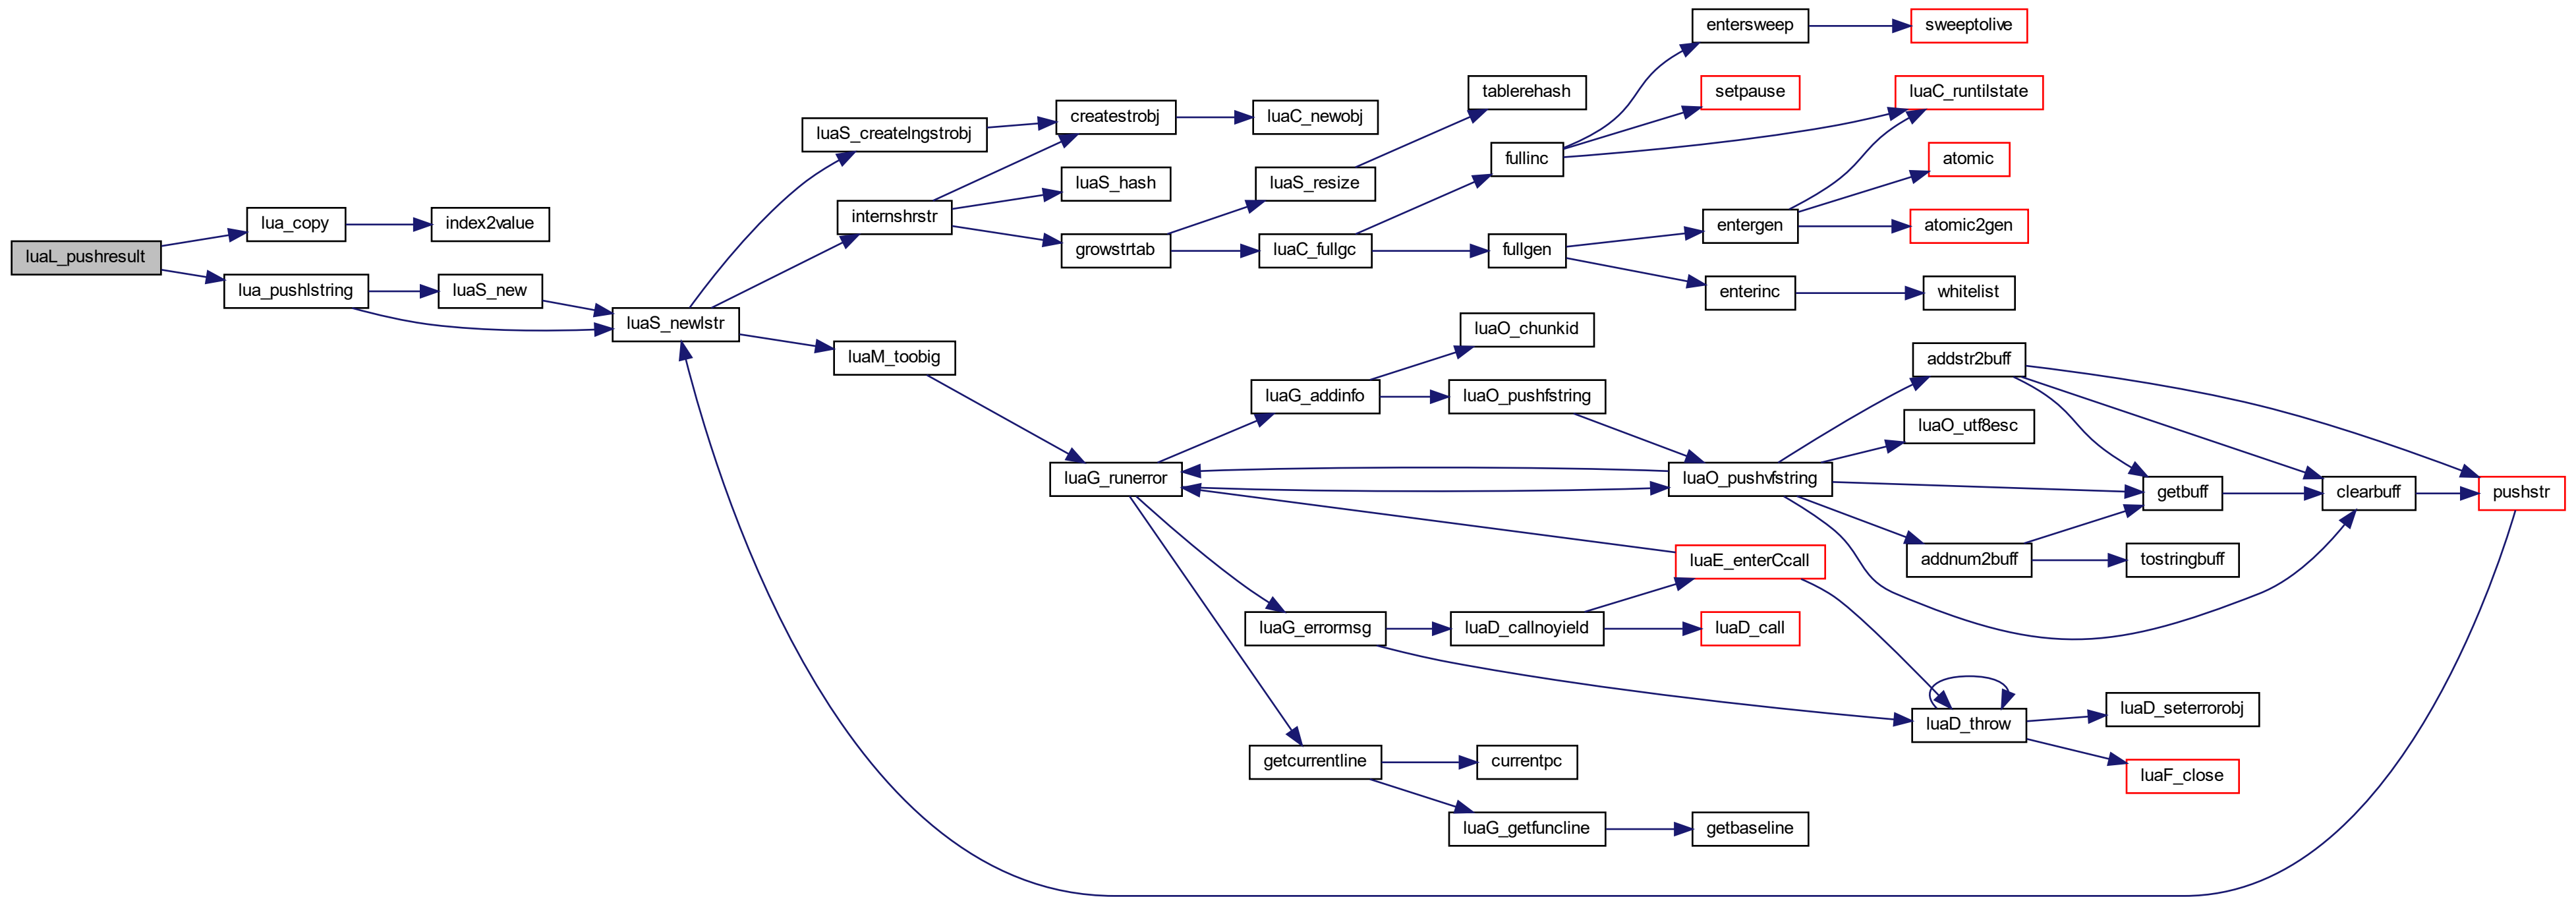 entersweep
sweeptolive
tablerehash
setpause
luaC_runtilstate
createstrobj
luaC_newobj
luaS_createlngstrobj
fullinc
atomic
luaS_hash
luaS_resize
lua_copy
index2value
internshrstr
entergen
atomic2gen
growstrtab
luaC_fullgc
fullgen
luaL_pushresult
lua_pushlstring
luaS_new
enterinc
whitelist
luaS_newlstr
luaO_chunkid
luaM_toobig
addstr2buff
luaG_addinfo
luaO_pushfstring
luaO_utf8esc
luaG_runerror
luaO_pushvfstring
getbuff
clearbuff
pushstr
luaE_enterCcall
addnum2buff
tostringbuff
luaG_errormsg
luaD_callnoyield
luaD_call
luaD_throw
luaD_seterrorobj
getcurrentline
currentpc
luaF_close
luaG_getfuncline
getbaseline